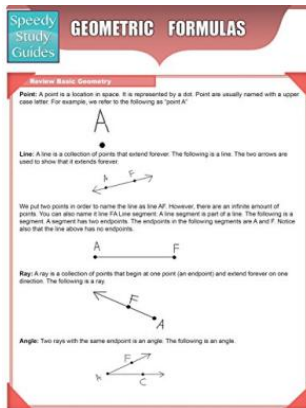 Speedy
Study
Guides
GEOMETRIC FORMULAS
Review Basic Geometry
Point: A point is a location in space. It is represented by a dot. Point are usually named with a upper
case letter. For example, we refer to the following as "point A"
A
Line: A line is a collection of points that extend forever. The following is a line. The two arrows are
used to show that it extends forever.
A F
We put two points in order to name the line as line AF. However, there are an infinite amount of
points. You can also name it line FA Line segment. A line segment is part of a line. The following is a
segment. A segment has two endpoints. The endpoints in the following segments are A and F. Notice
also that the line above has no endpoints.
A F
Ray: A ray is a collection of points that begin at one point (an endpoint) and extend forever on one
direction. The following is a ray.
F
A
Angle: Two rays with the same endpoint is an angle. The following is an angle.
F
A C